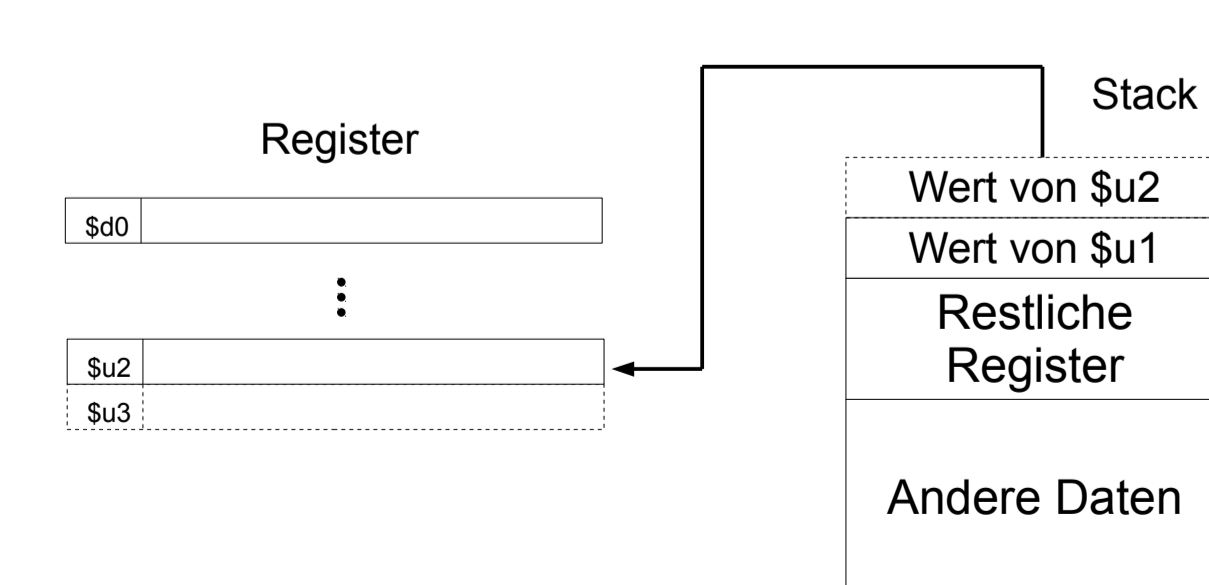 Register
$d0
$u2
$u3
Stack
Wert von $u2
Wert von $u1
Restliche
Register
Andere Daten